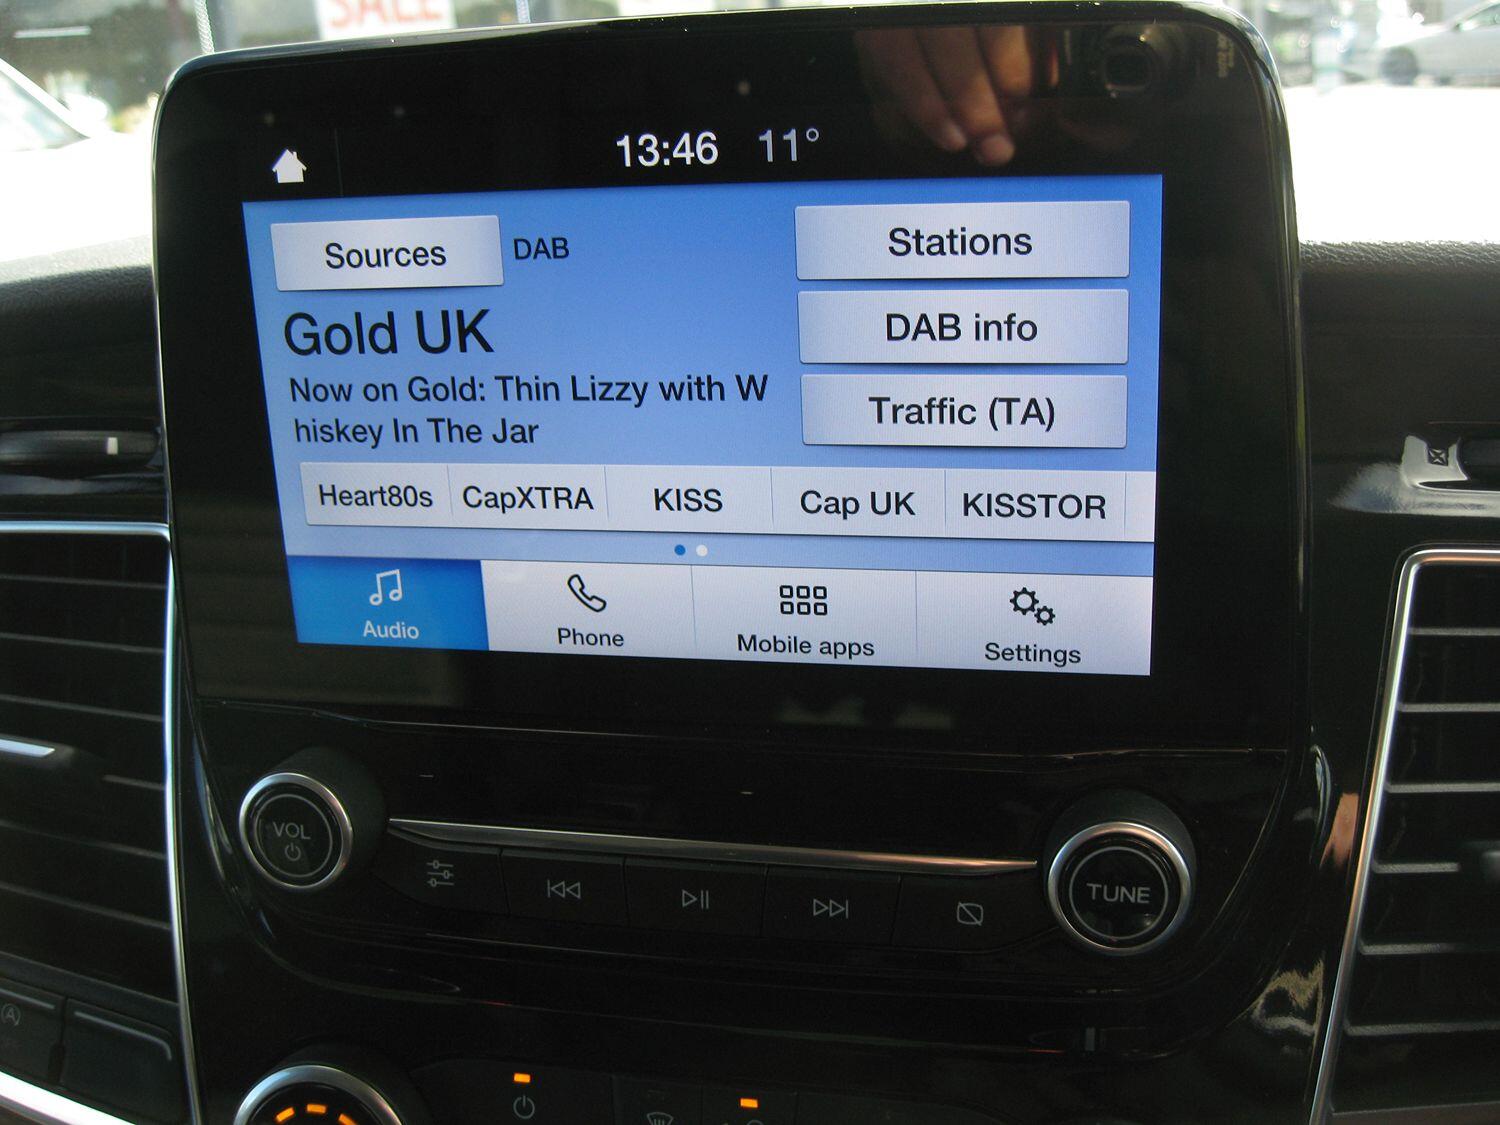 SALE
13:46 11°
Sources DAB Stations
Gold UK DAB info
Now on Gold: Thin Lizzy with W
hiskey In The Jar
Traffic (TA)
Heart80s CapXTRA KISS Cap UK KISSTOR
Audio Phone Mobile apps Settings
VOL
TUNE
A